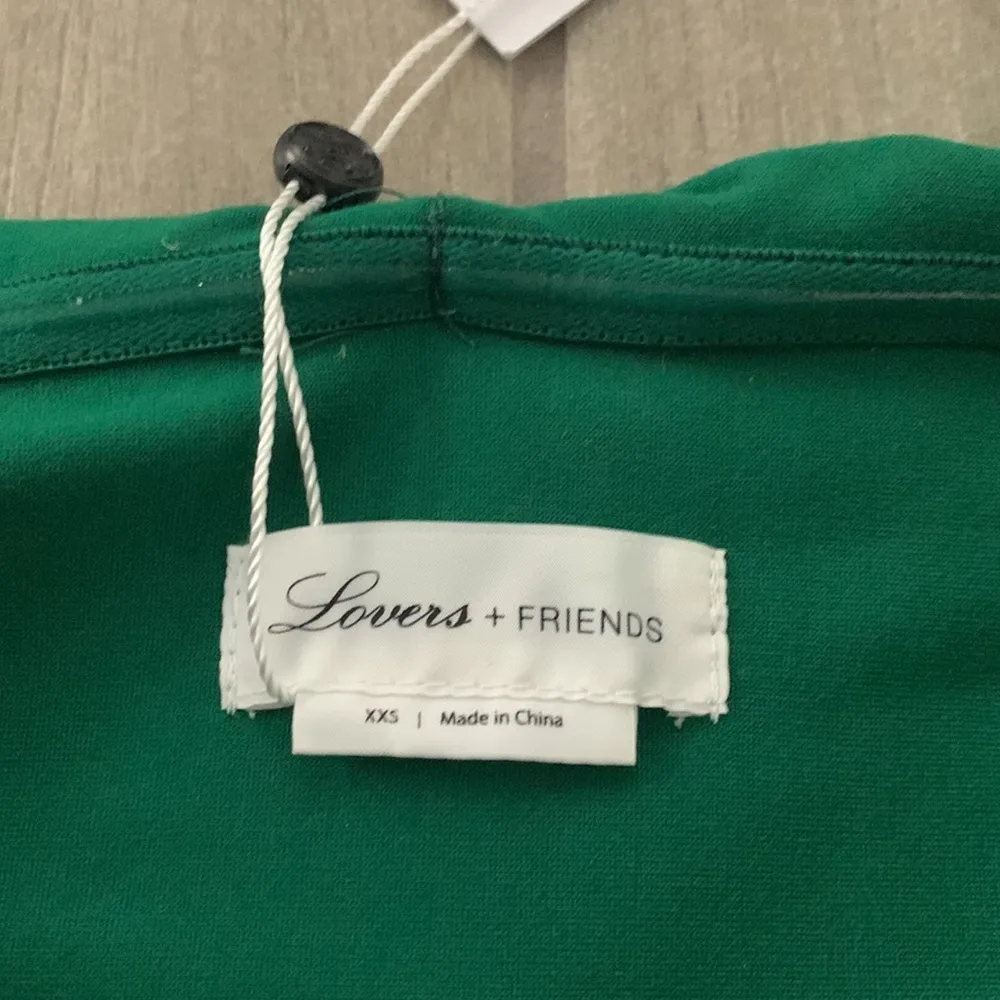 Lovers + FRIENDS
XXS | Made in China